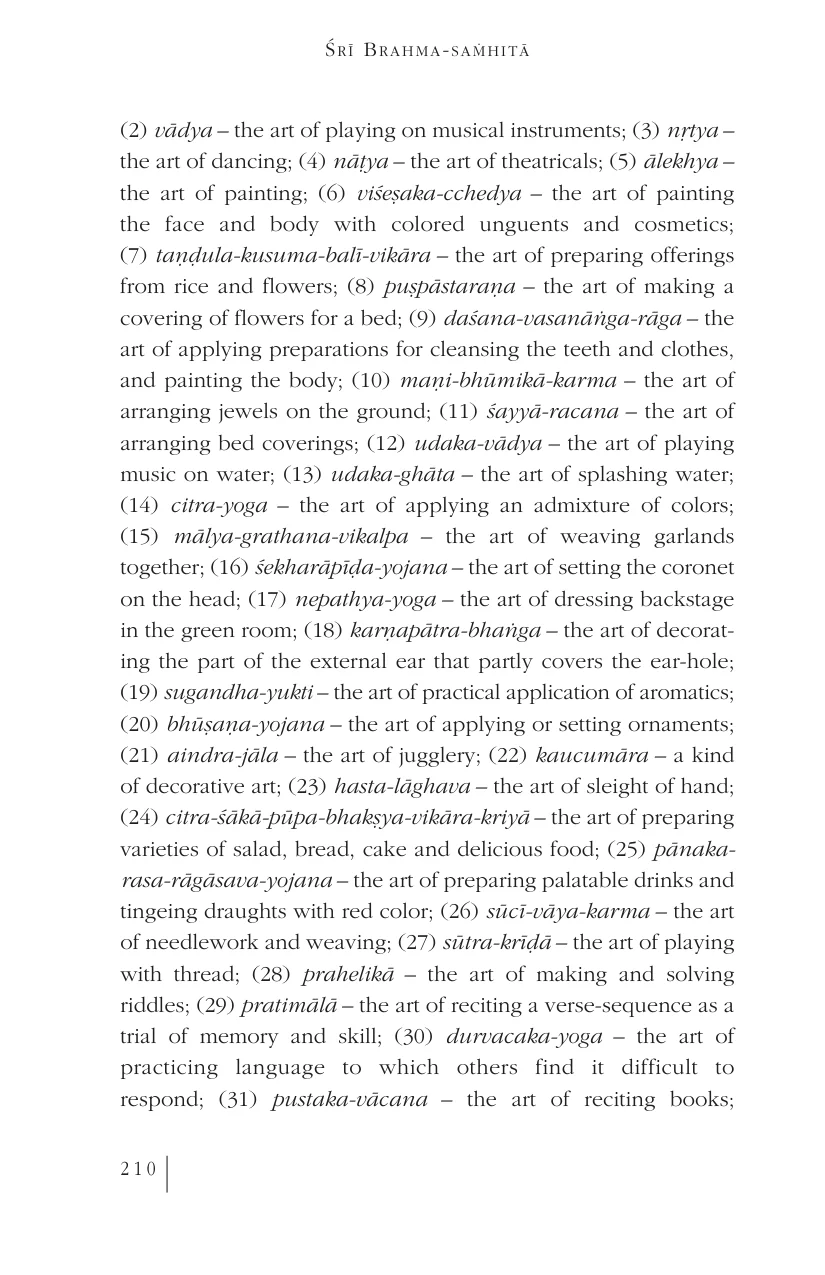 Śrī Brahma-saṁhitā
(2) vādya – the art of playing on musical instruments; (3) nṛtya –
the art of dancing; (4) nāṭya – the art of theatricals; (5) ālekhya –
the art of painting; (6) viśeṣaka-cchedya – the art of painting
the face and body with colored unguents and cosmetics;
(7) taṇḍula-kusuma-balī-vikāra – the art of preparing offerings
from rice and flowers; (8) puṣpāstaraṇa – the art of making a
covering of flowers for a bed; (9) daśana-vasanāṅga-rāga – the
art of applying preparations for cleansing the teeth and clothes,
and painting the body; (10) maṇi-bhūmikā-karma – the art of
arranging jewels on the ground; (11) śayyā-racana – the art of
arranging bed coverings; (12) udaka-vādya – the art of playing
music on water; (13) udaka-ghāta – the art of splashing water;
(14) citra-yoga – the art of applying an admixture of colors;
(15) mālya-grathana-vikalpa – the art of weaving garlands
together; (16) śekharāpīḍa-yojana – the art of setting the coronet
on the head; (17) nepathya-yoga – the art of dressing backstage
in the green room; (18) karṇapātra-bhaṅga – the art of decorat-
ing the part of the external ear that partly covers the ear-hole;
(19) sugandha-yukti – the art of practical application of aromatics;
(20) bhūṣaṇa-yojana – the art of applying or setting ornaments;
(21) aindra-jāla – the art of jugglery; (22) kaucumāra – a kind
of decorative art; (23) hasta-lāghava – the art of sleight of hand;
(24) citra-śākā-pūpa-bhakṣya-vikāra-kriyā – the art of preparing
varieties of salad, bread, cake and delicious food; (25) pānaka-
rasa-rāgāsava-yojana – the art of preparing palatable drinks and
tingeing draughts with red color; (26) sūcī-vāya-karma – the art
of needlework and weaving; (27) sūtra-krīḍā – the art of playing
with thread; (28) prahelikā – the art of making and solving
riddles; (29) pratimālā – the art of reciting a verse-sequence as a
trial of memory and skill; (30) durvacaka-yoga – the art of
practicing language to which others find it difficult to
respond; (31) pustaka-vācana – the art of reciting books;
210